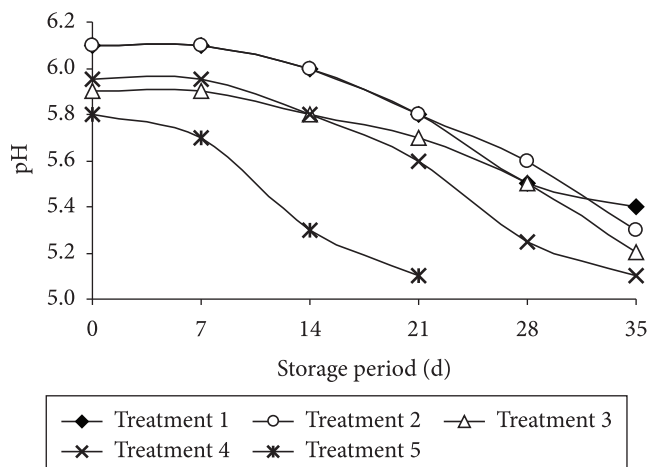 6.2
6.0
5.8
5.6
5.4
5.2
5.0
pH
0 7 14 21 28 35
Storage period (d)
Treatment 1 Treatment 2 Treatment 3
Treatment 4 Treatment 5